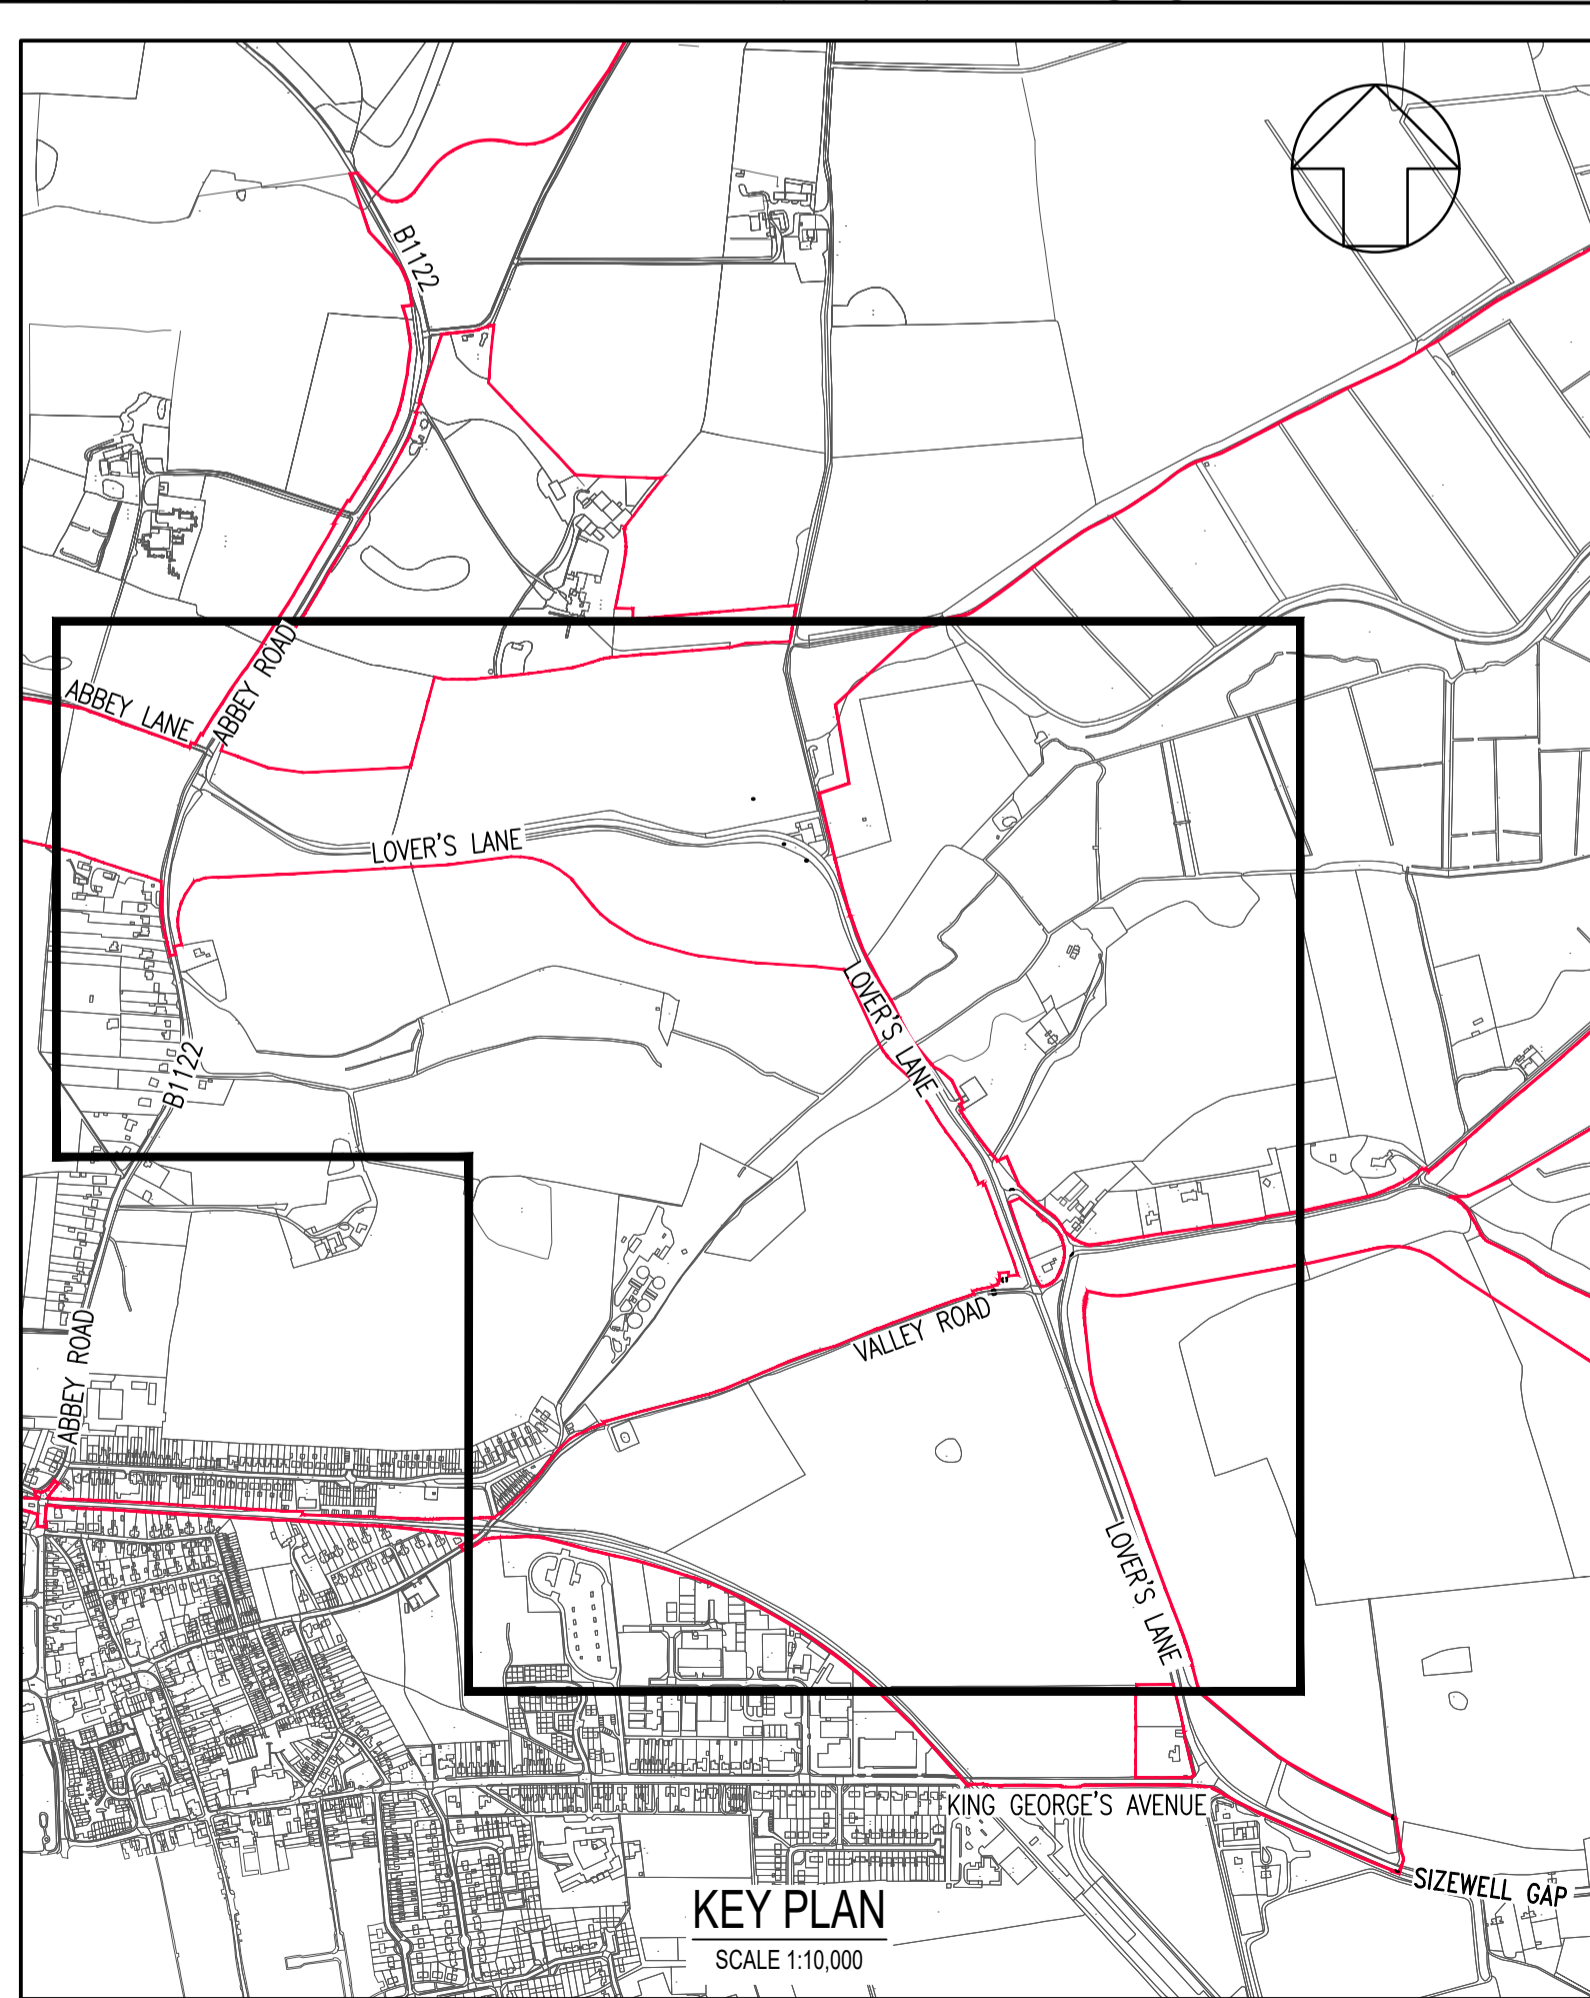 B1122
ABBEY ROAD
ABBEY LANE
LOVER'S LANE
LOVER'S LANE
B1122
VALLEY ROAD
ABBEY ROAD
LOVER'S LANE
KING GEORGE'S AVENUE
SIZEWELL GAP
KEY PLAN
SCALE 1:10,000